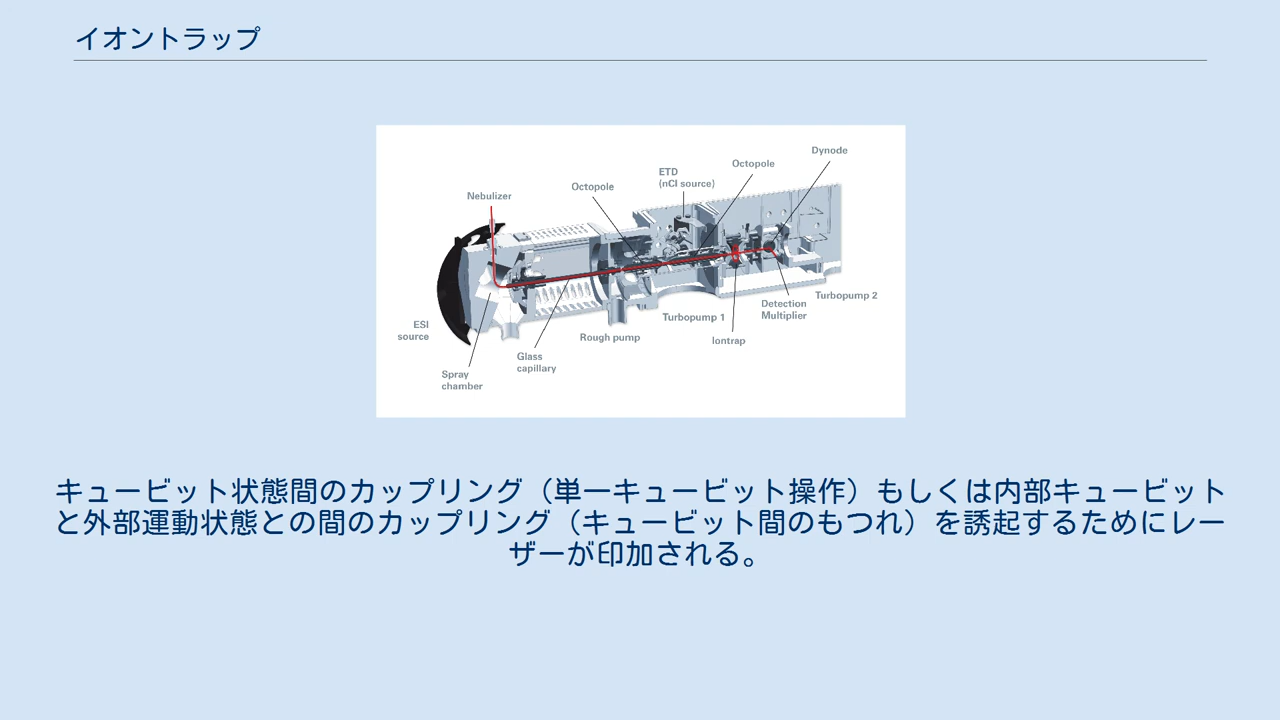 イオントラップ
Dynode
Octopole
ETD
(nCI source)
Octopole
Nebulizer
Turbopump 2
Detection
Multiplier
Turbopump 1
ESI
source
Rough pump
Iontrap
Glass
capillary
Spray
chamber
キュービット状態間のカップリング（単一キュービット操作）もしくは内部キュービット
と外部運動状態との間のカップリング（キュービット間のもつれ）を誘起するためにレー
ザーが印加される。